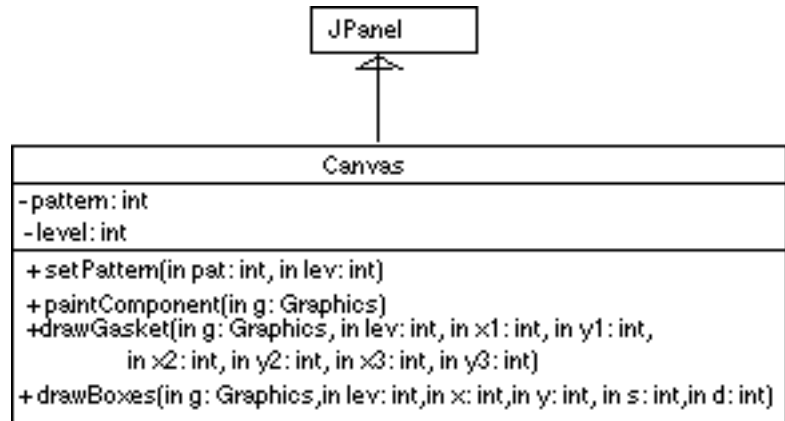 JPanel
Canvas
-pattern: int
-level: int
+setPattern(in pat: int, in lev: int)
+paintComponent(in g: Graphics)
+drawGasket(in g: Graphics, in lev: int, in x1: int, in y1: int,
in x2: int, in y2: int, in x3: int, in y3: int)
+ drawBoxes(in g: Graphics,in lev: int,in x: int,in y: int, in s: int,in d: int)